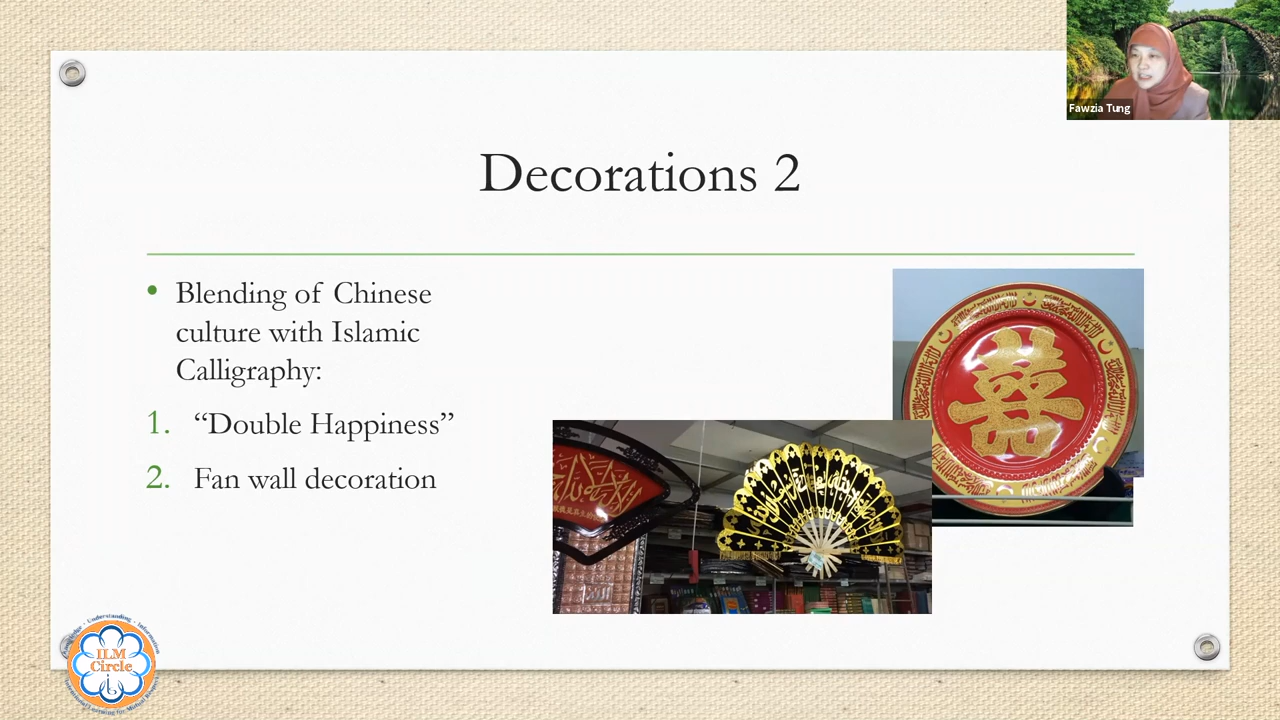 Fawzia Tung
Decorations 2
• Blending of Chinese
culture with Islamic
Calligraphy:
1. “Double Happiness”
2. Fan wall decoration
囍
ILM
Circle